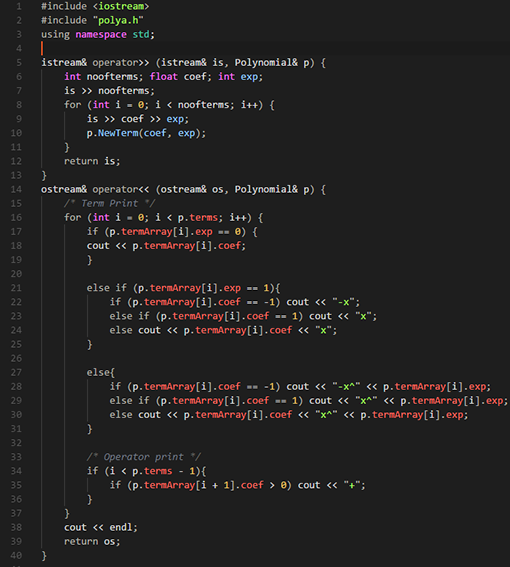 1 #include <iostream>
2 #include "polya.h"
3 using namespace std;
4
5 istream& operator>> (istream& is, Polynomial& p) {
6     int noofterms; float coef; int exp;
7     is >> noofterms;
8     for (int i = 0; i < noofterms; i++) {
9         is >> coef >> exp;
10         p.NewTerm(coef, exp);
11     }
12     return is;
13 }
14 ostream& operator<< (ostream& os, Polynomial& p) {
15     /* Term Print */
16     for (int i = 0; i < p.terms; i++) {
17         if (p.termArray[i].exp == 0) {
18         cout << p.termArray[i].coef;
19         }
20
21         else if (p.termArray[i].exp == 1){
22             if (p.termArray[i].coef == -1) cout << "-x";
23             else if (p.termArray[i].coef == 1) cout << "x";
24             else cout << p.termArray[i].coef << "x";
25         }
26
27         else{
28             if (p.termArray[i].coef == -1) cout << "-x^" << p.termArray[i].exp;
29             else if (p.termArray[i].coef == 1) cout << "x^" << p.termArray[i].exp;
30             else cout << p.termArray[i].coef << "x^" << p.termArray[i].exp;
31         }
32
33         /* Operator print */
34         if (i < p.terms - 1){
35             if (p.termArray[i + 1].coef > 0) cout << "+";
36         }
37     }
38     cout << endl;
39     return os;
40 }